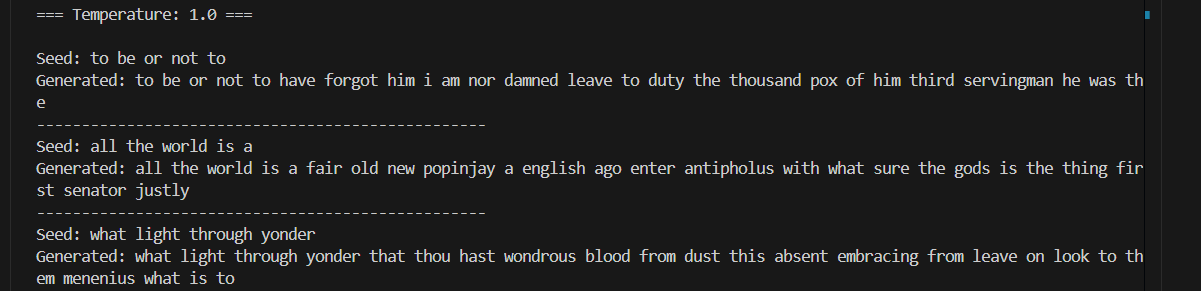 === Temperature: 1.0 ===
Seed: to be or not to
Generated: to be or not to have forgot him i am nor damned leave to duty the thousand pox of him third servingman he was th
e
--------------------------------------------------
Seed: all the world is a
Generated: all the world is a fair old new popinjay a english ago enter antipholus with what sure the gods is the thing fir
st senator justly
--------------------------------------------------
Seed: what light through yonder
Generated: what light through yonder that thou hast wondrous blood from dust this absent embracing from leave on look to th
em menenius what is to